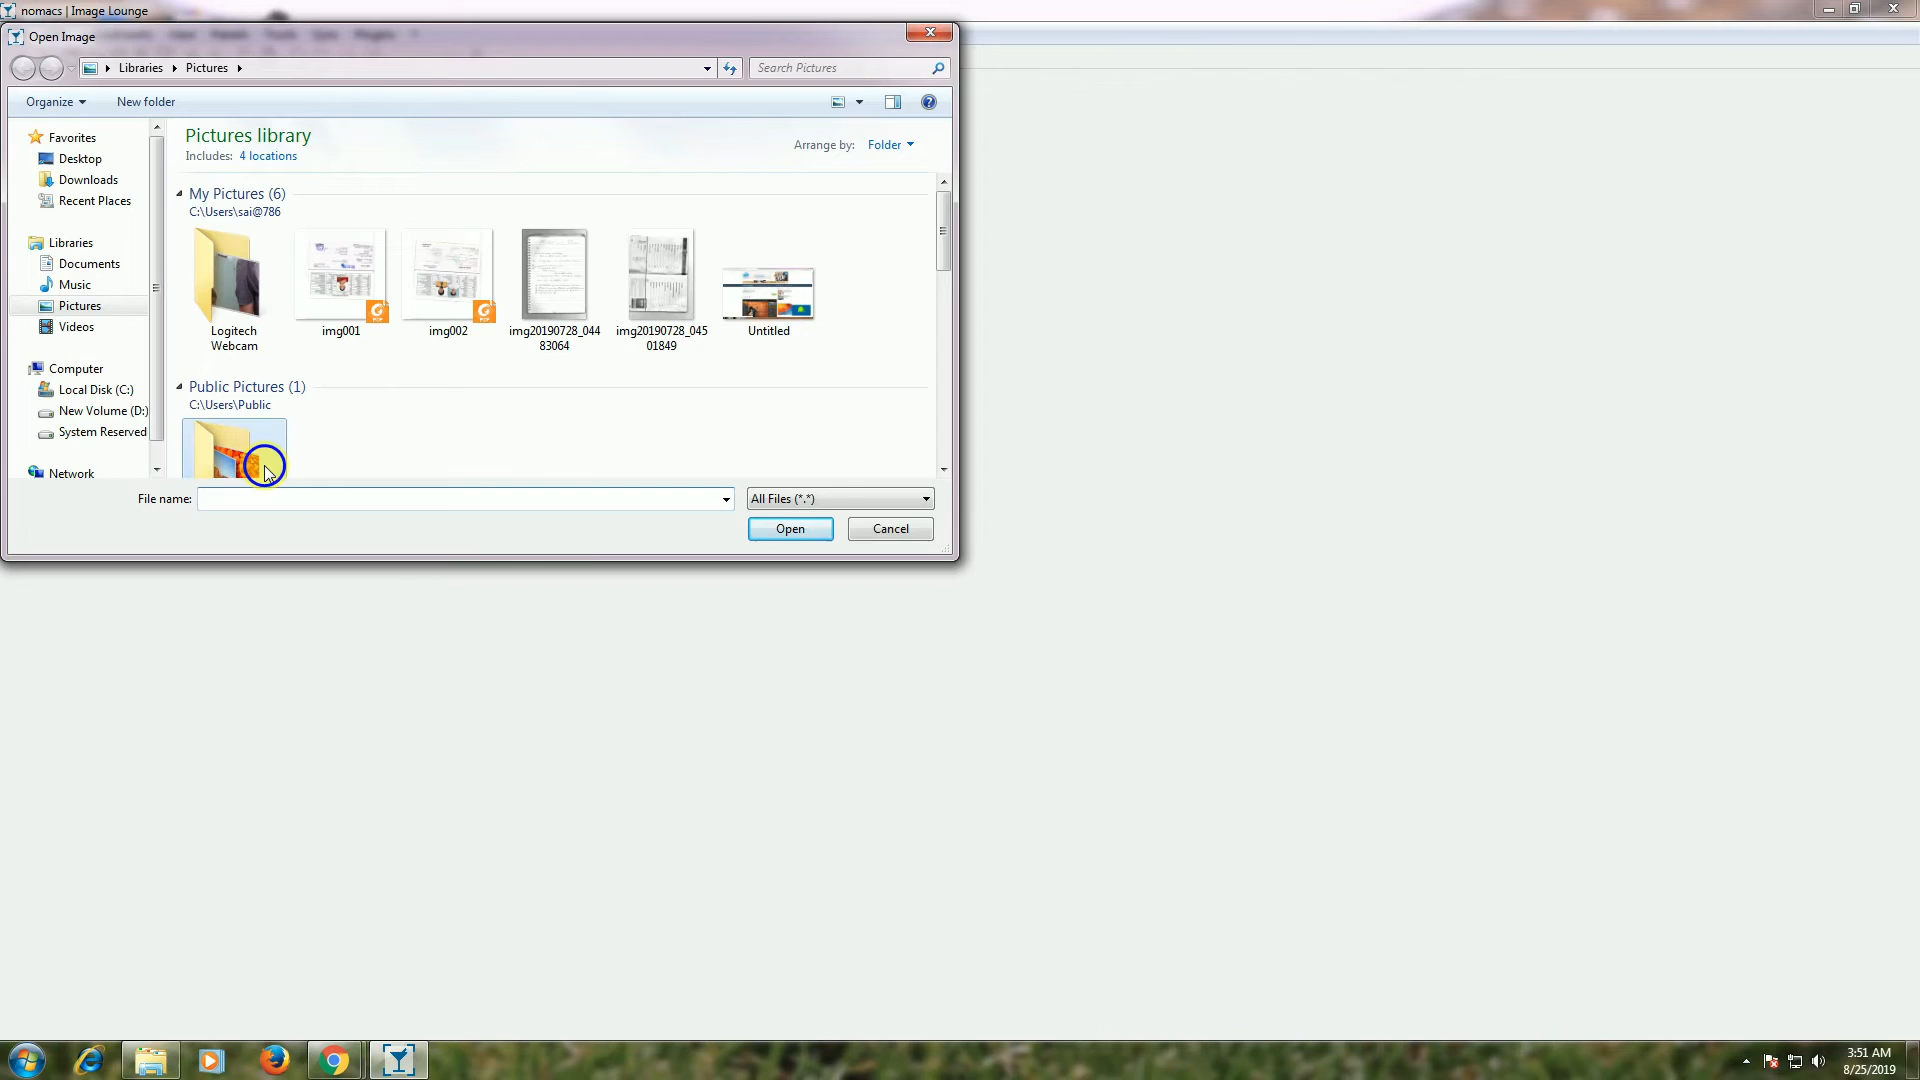 nomacs | Image Lounge
Open Image
Libraries
Pictures
Search Pictures
Organize
New folder
Favorites
Desktop
Downloads
Recent Places
Libraries
Documents
Music
Pictures
Videos
Computer
Local Disk (C:)
New Volume (D:)
System Reserved
Network
Pictures library
Includes: 4 locations
Arrange by: Folder
My Pictures (6)
C:\Users\sai@786
Logitech
Webcam
img001
img002
img20190728_044
83064
img20190728_045
01849
Untitled
PDF
PDF
Public Pictures (1)
C:\Users\Public
File name:
All Files (*.*)
Open
Cancel
3:51 AM
8/25/2019